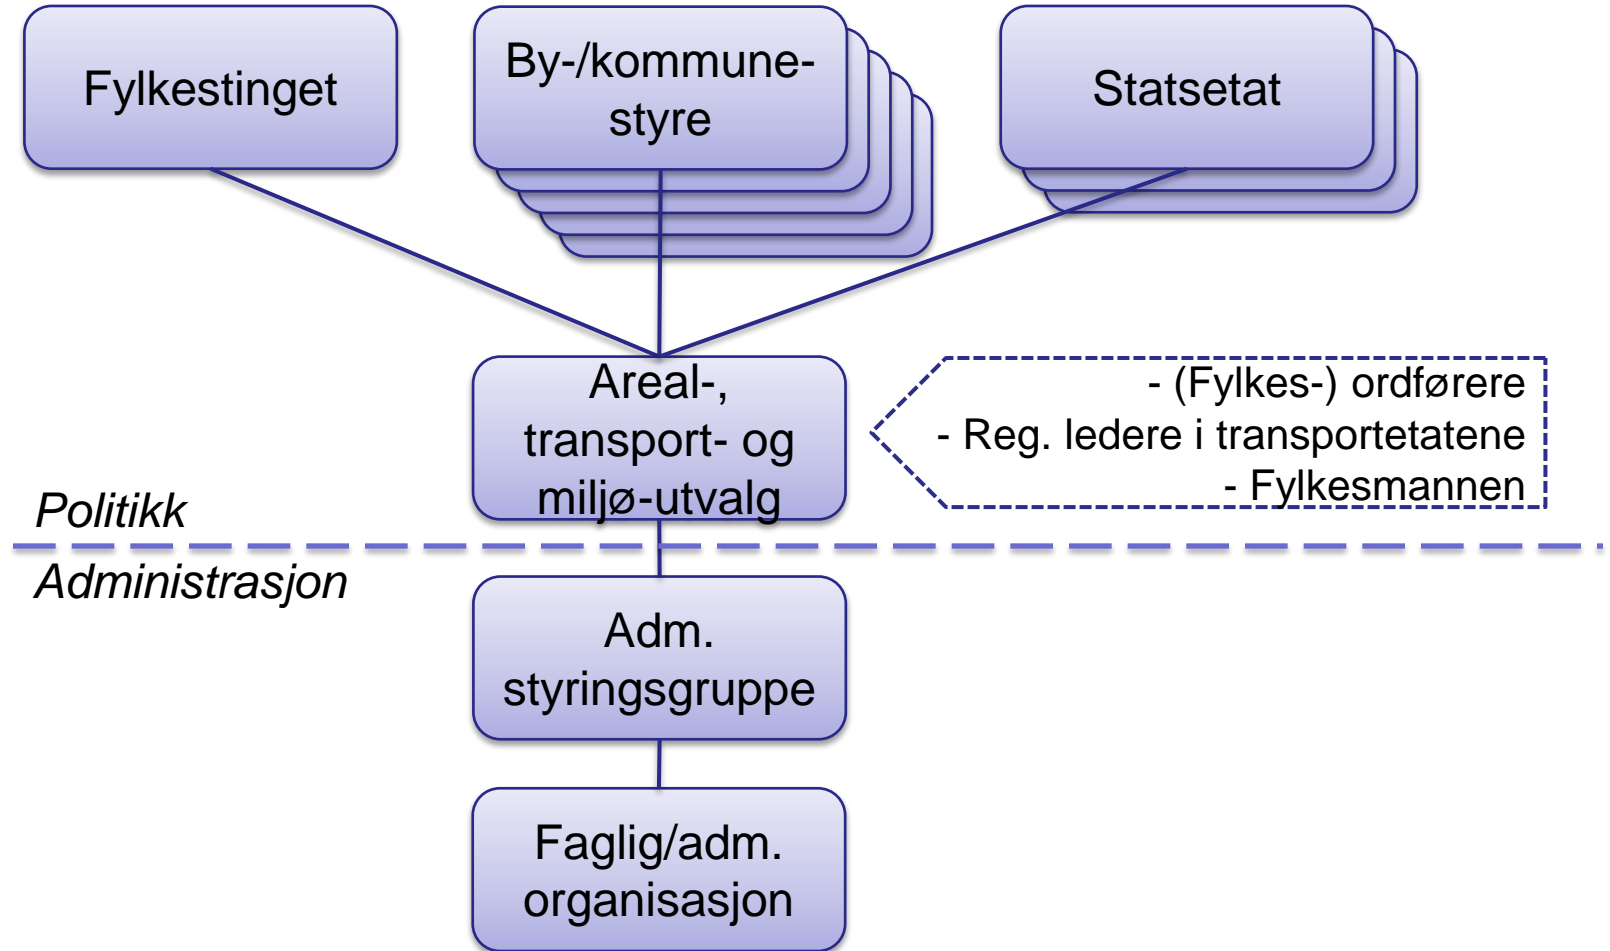 Fylkestinget
By-/kommune-
styre
Statsetat
Areal-,
transport- og
miljø-utvalg
- (Fylkes-) ordførere
- Reg. ledere i transportetatene
- Fylkesmannen
Politikk
Administrasjon
Adm.
styringsgruppe
Faglig/adm.
organisasjon